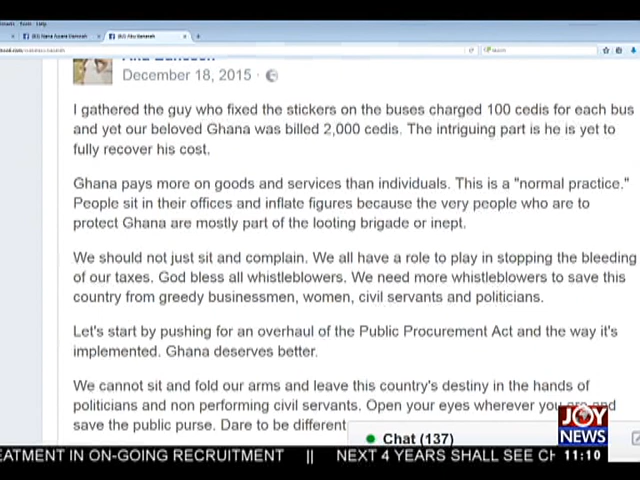 Tools Help
December 18, 2015
I gathered the guy who fixed the stickers on the buses charged 100 cedis for each bus
and yet our beloved Ghana was billed 2,000 cedis. The intriguing part is he is yet to
fully recover his cost.
Ghana pays more on goods and services than individuals. This is a "normal practice."
People sit in their offices and inflate figures because the very people who are to
protect Ghana are mostly part of the looting brigade or inept.
We should not just sit and complain. We all have a role to play in stopping the bleeding
of our taxes. God bless all whistleblowers. We need more whistleblowers to save this
country from greedy businessmen, women, civil servants and politicians.
Let's start by pushing for an overhaul of the Public Procurement Act and the way it's
implemented. Ghana deserves better.
We cannot sit and fold our arms and leave this country's destiny in the hands of
politicians and non performing civil servants. Open your eyes wherever you are and
save the public purse. Dare to be different
Chat (137)
JOY
NEWS
EATMENT IN ON-GOING RECRUITMENT || NEXT 4 YEARS SHALL SEE CH
11:10